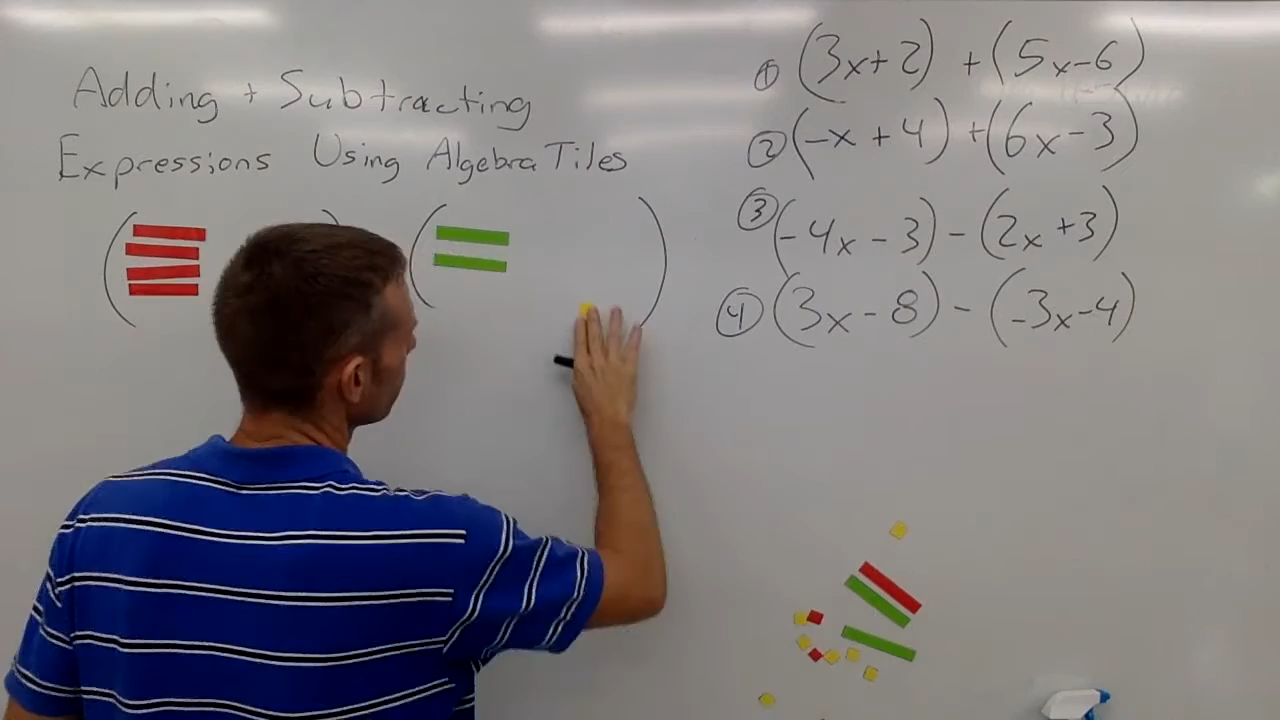 Adding + Subtracting
Expressions Using Algebra Tiles
① (3x+2) + (5x-6)
② (-x + 4) + (6x-3)
③ (-4x - 3) - (2x +3)
④ (3x - 8) - (-3x-4)